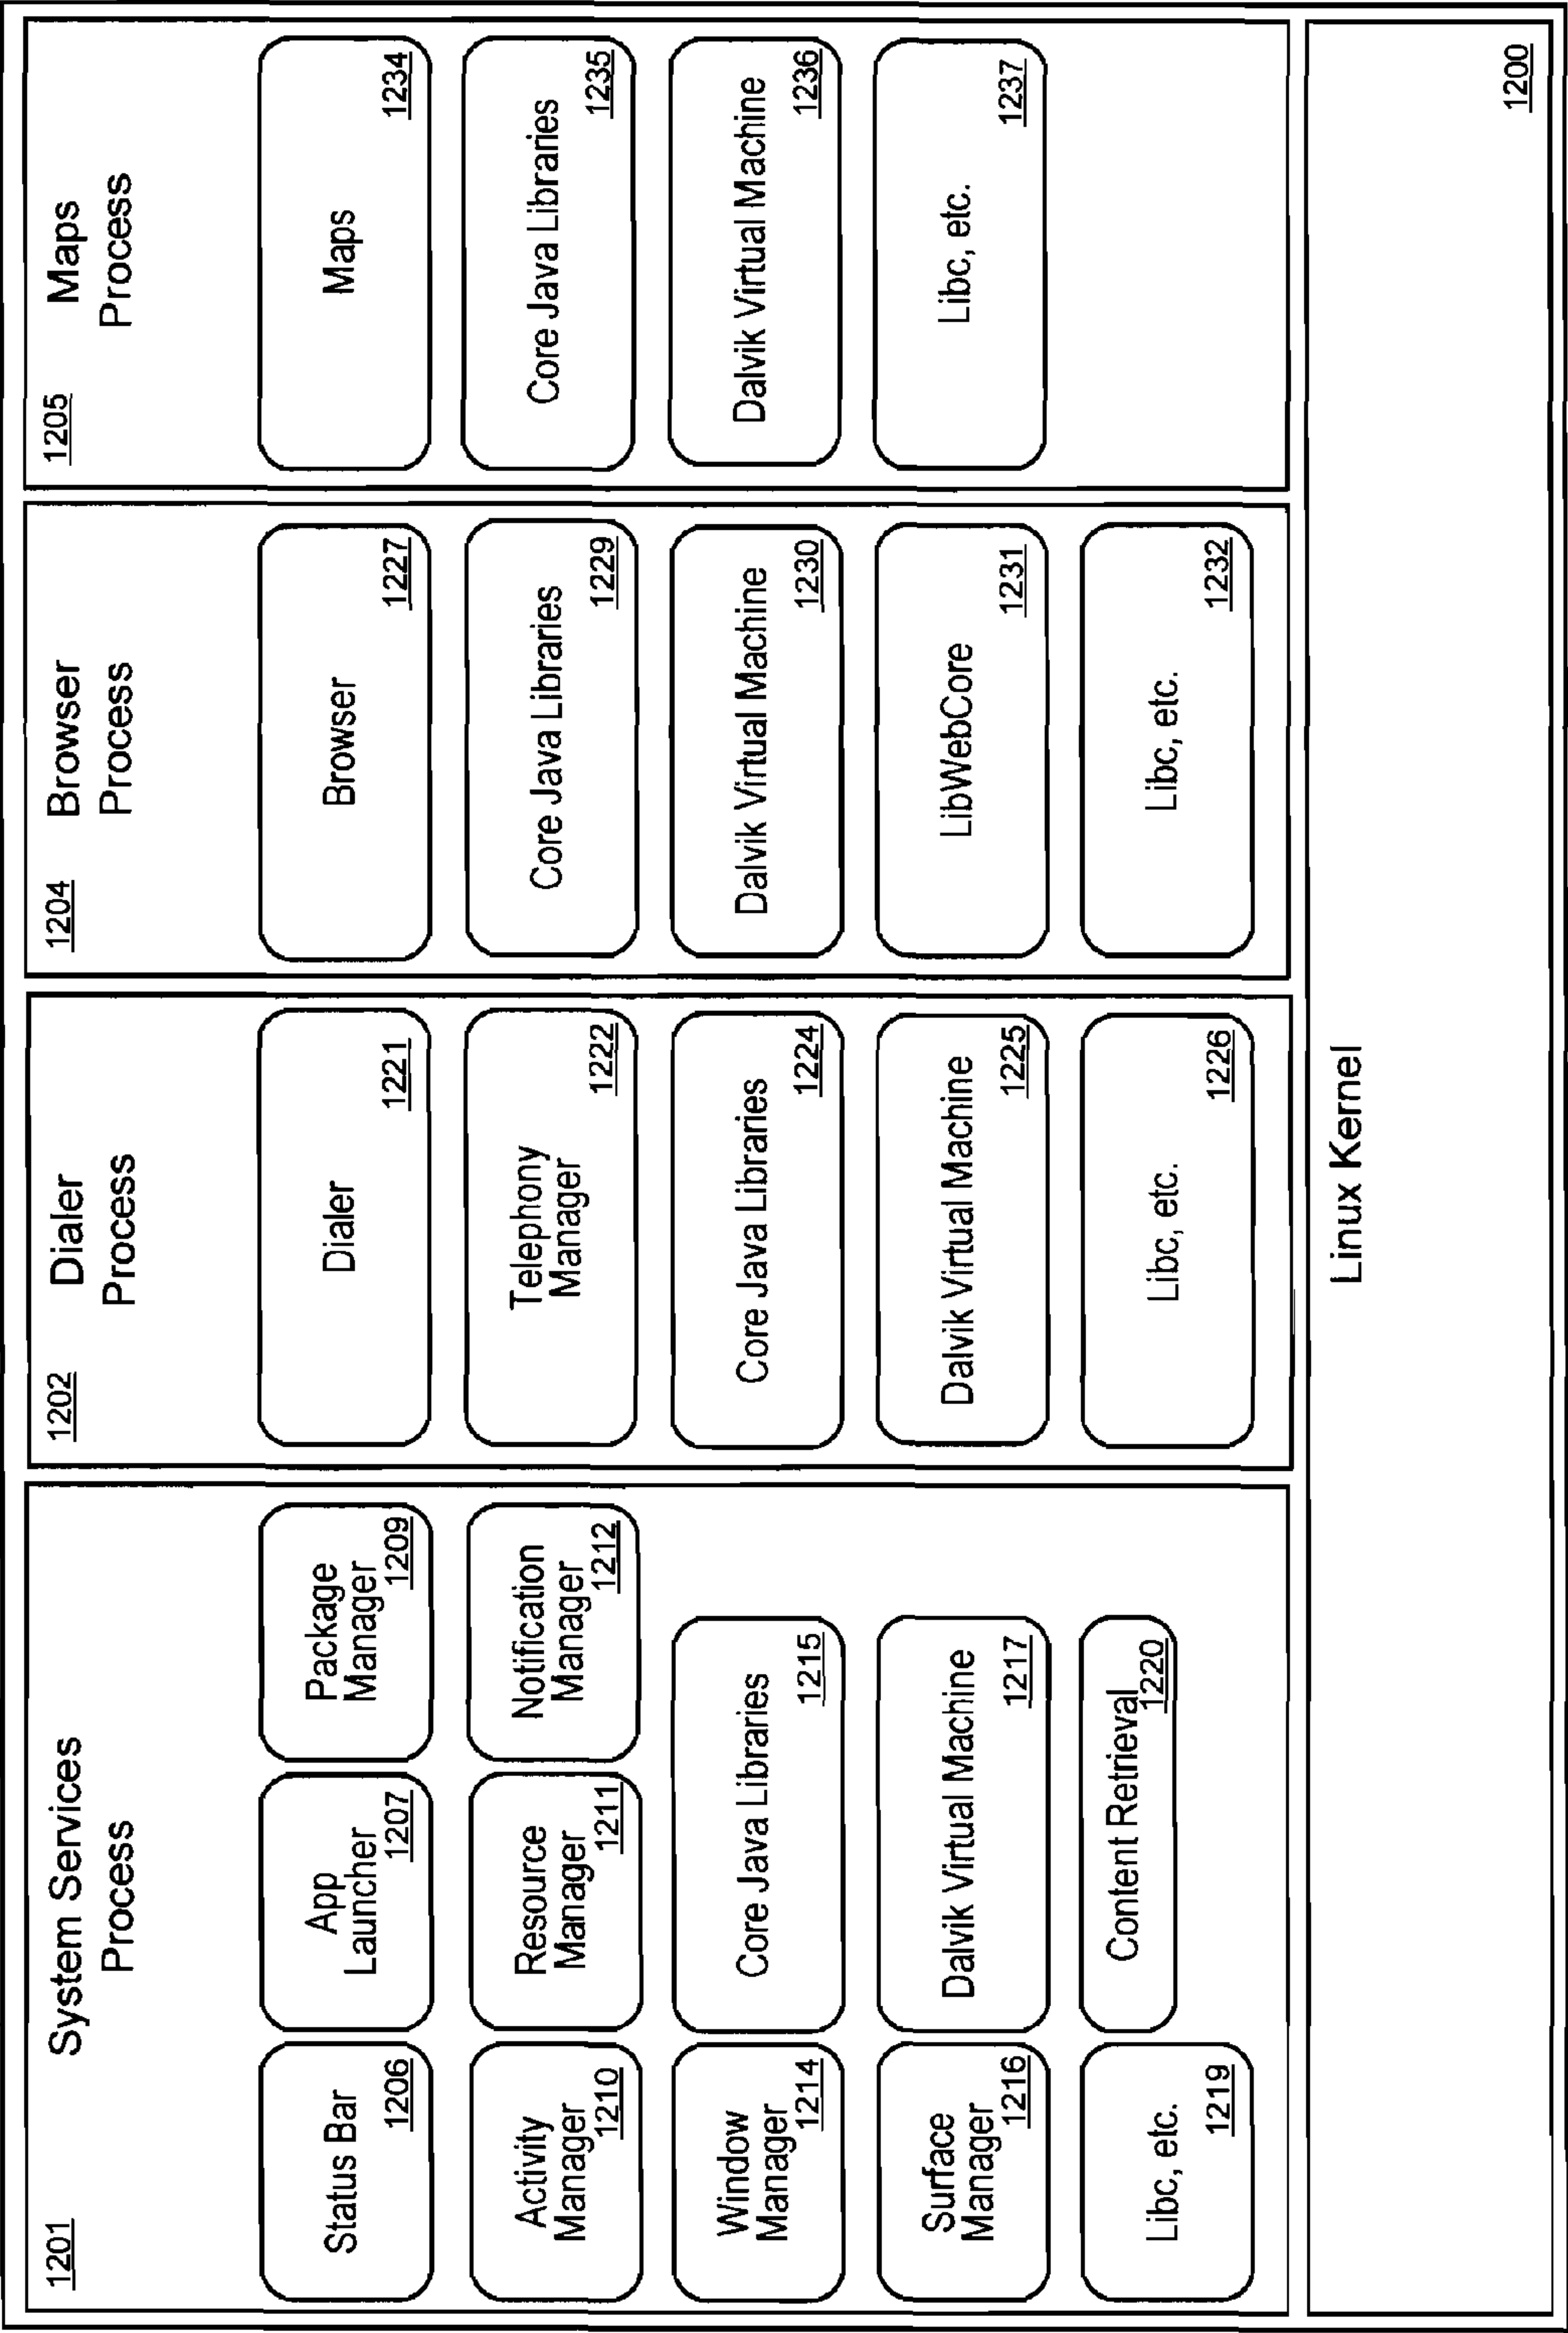 1201
System Services
Process
Status Bar
1206
App
Launcher
1207
Package
Manager
1209
Activity
Manager
1210
Resource
Manager
1211
Notification
Manager
1212
Window
Manager
1214
Core Java Libraries
1215
Surface
Manager
1216
Dalvik Virtual Machine
1217
Libc, etc.
1219
Content Retrieval
1220
1202
Dialer
Process
Dialer
1221
Telephony
Manager
1222
Core Java Libraries
1224
Dalvik Virtual Machine
1225
Libc, etc.
1226
1204
Browser
Process
Browser
1227
Core Java Libraries
1229
Dalvik Virtual Machine
1230
LibWebCore
1231
Libc, etc.
1232
1205
Maps
Process
Maps
1234
Core Java Libraries
1235
Dalvik Virtual Machine
1236
Libc, etc.
1237
Linux Kernel
1200